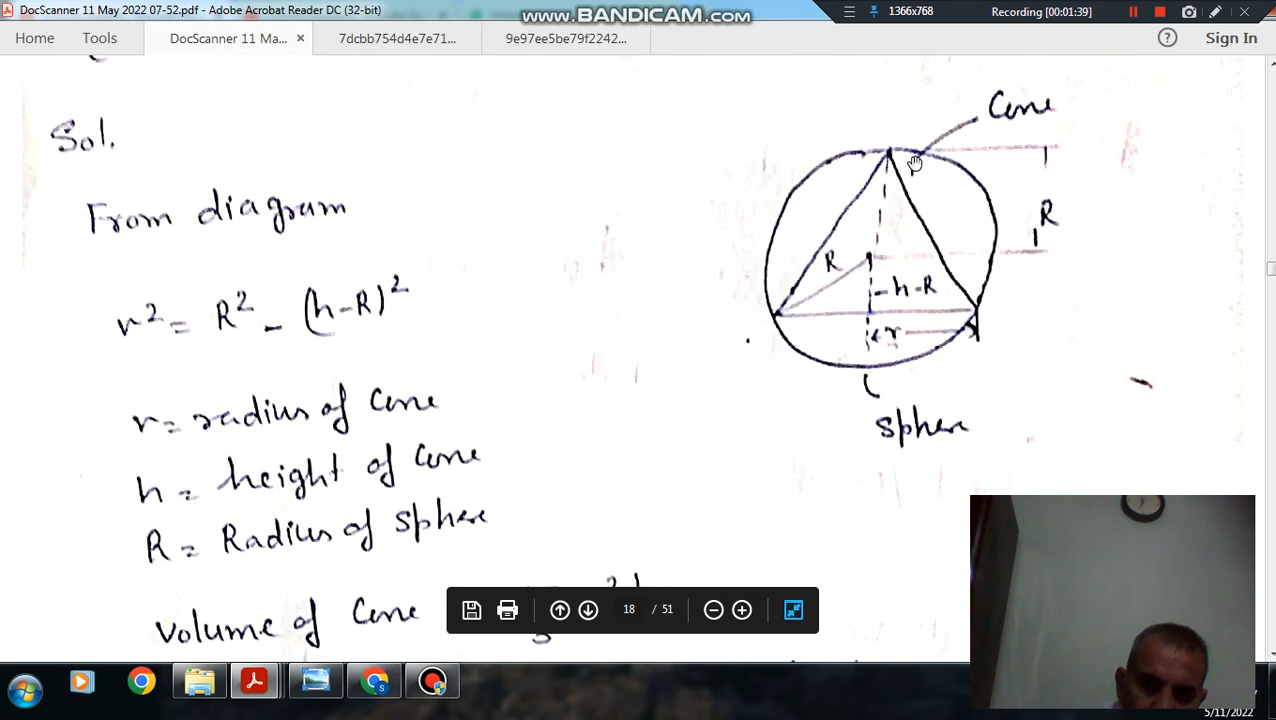 DocScanner 11 May 2022 07-52.pdf - Adobe Acrobat Reader DC (32-bit)
www.BANDICAM.com
1366x768
Recording [00:01:39]
Home
Tools
DocScanner 11 Ma...
7dcbb754d4e7e71...
9e97ee5be79f2242...
Sign In
Sol.
Cone
From diagram
R
R
h-R
r² = R² - (h-R)²
r
r = radius of Cone
Sphere
h = height of Cone
R = Radius of sphere
18 / 51
Volume of Cone
5/11/2022